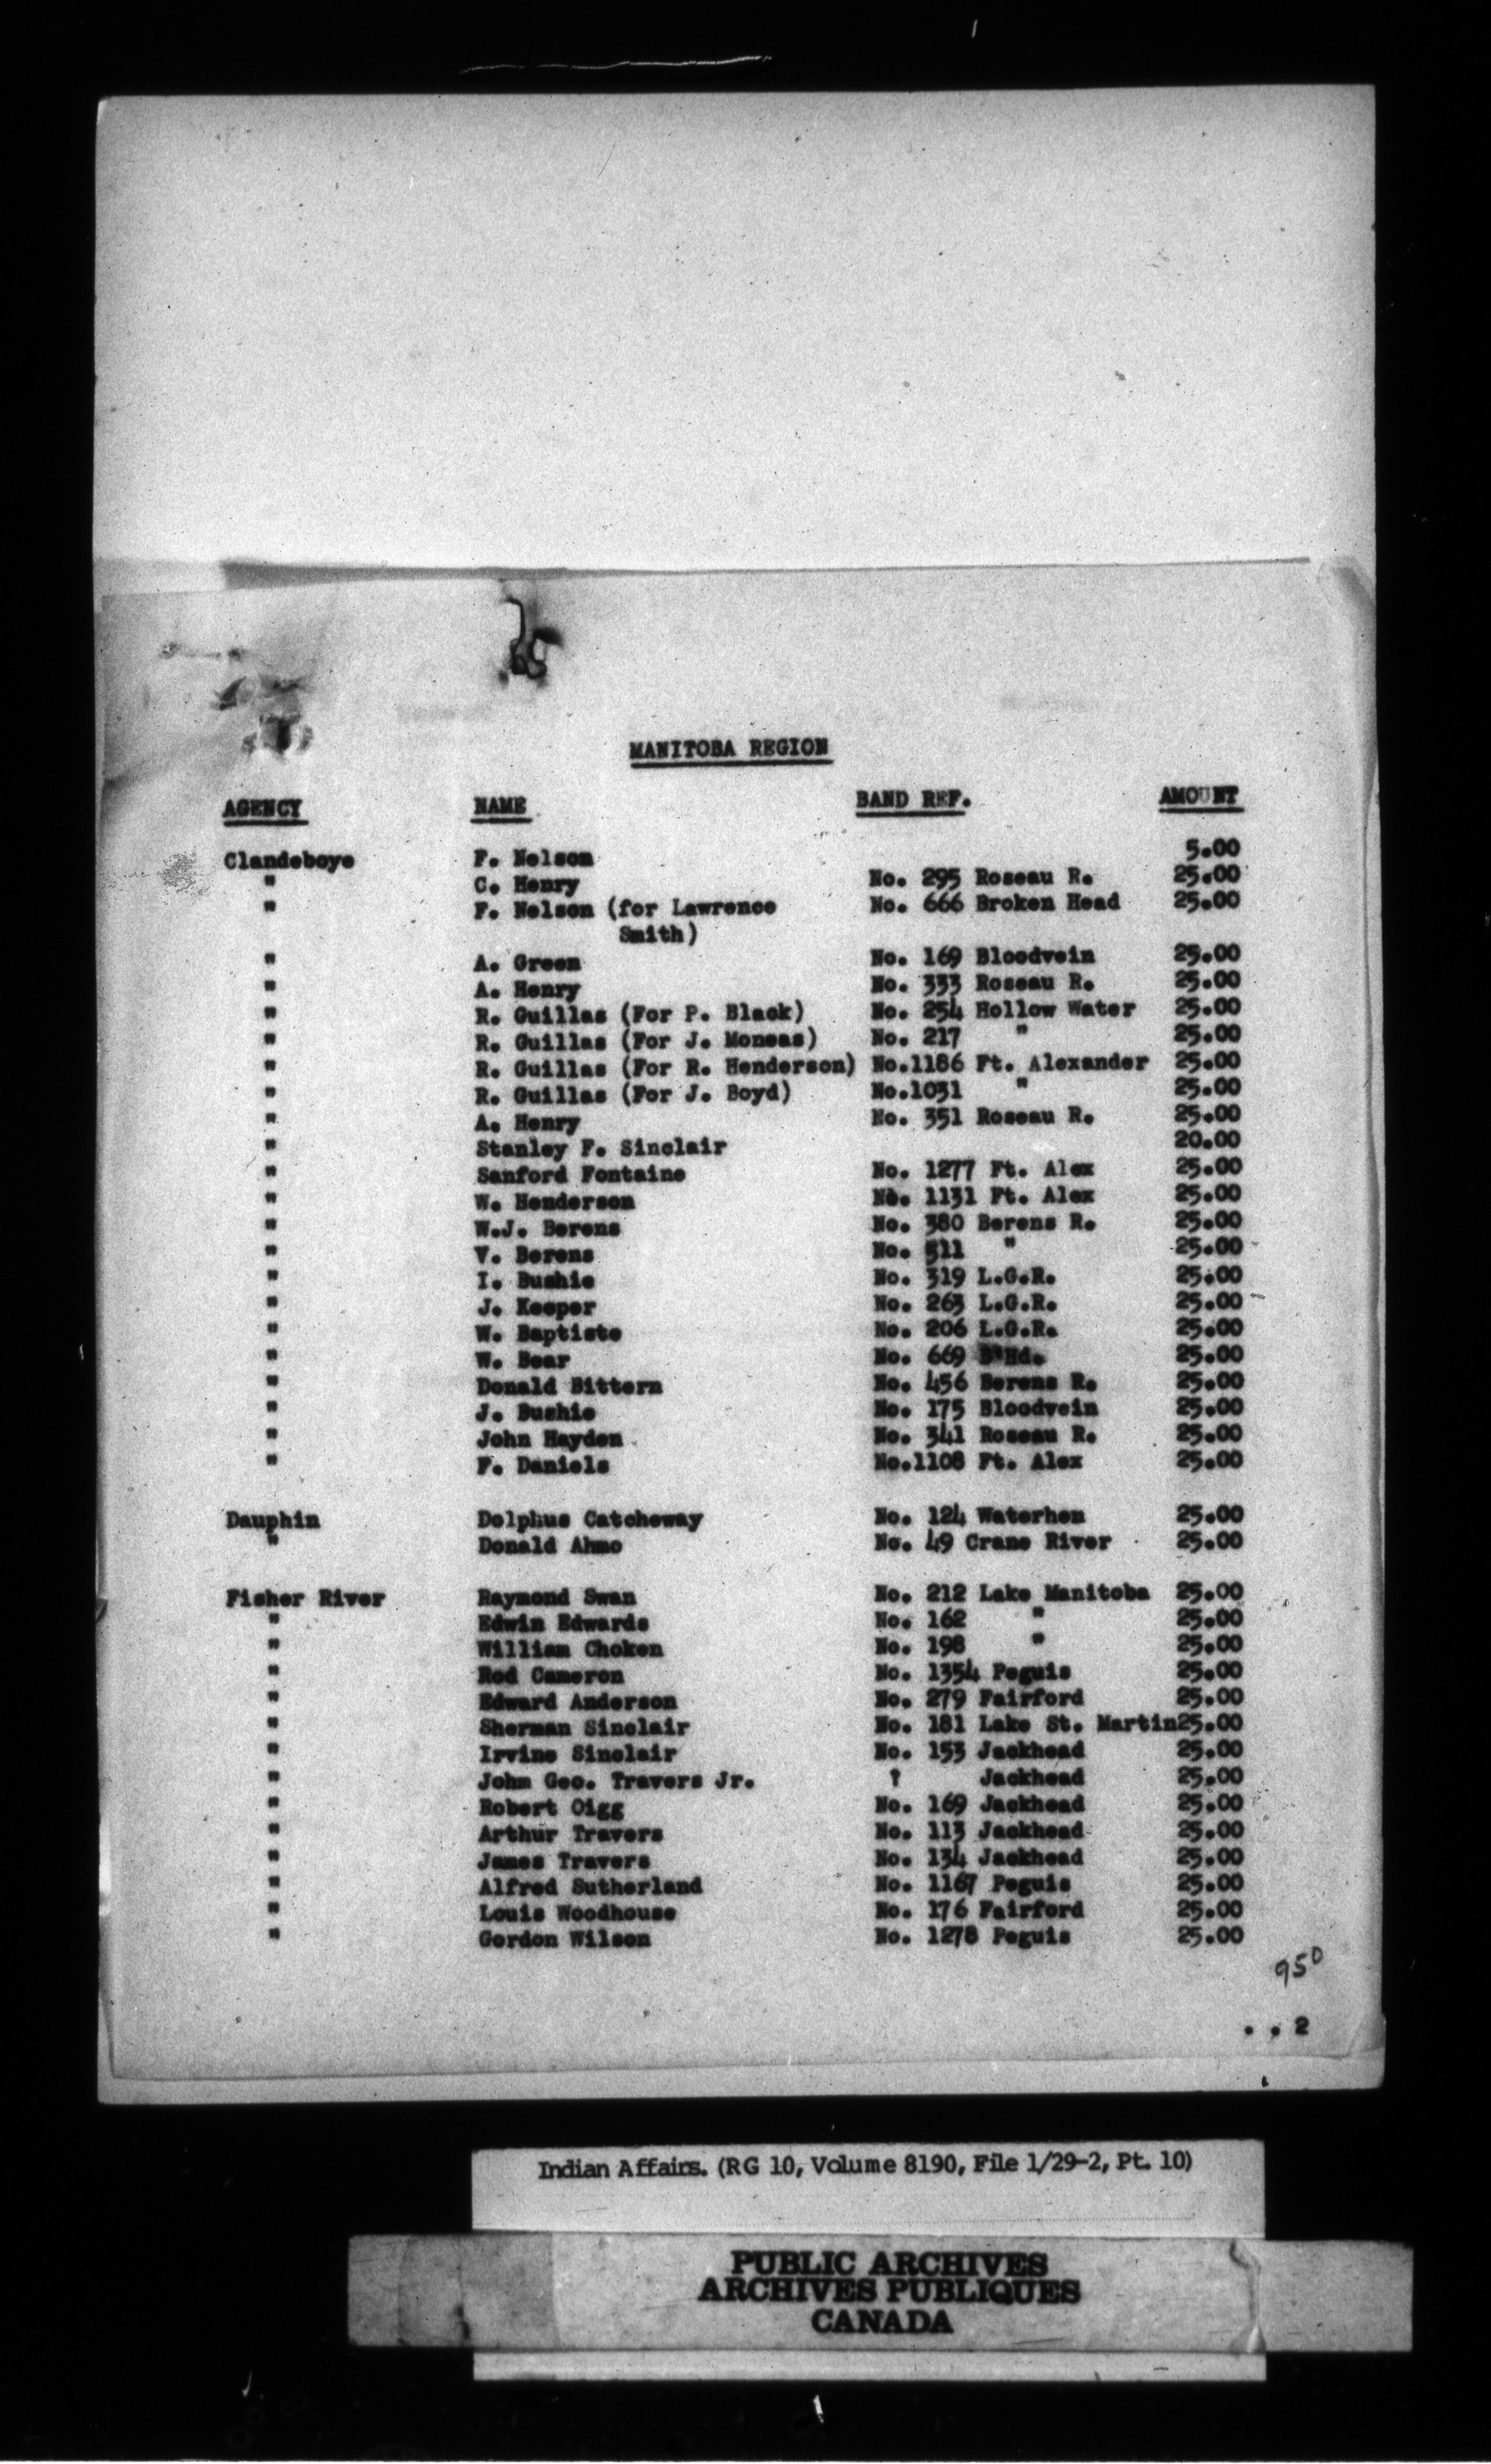 MANITOBA REGION
AGENCY NAME BAND REF. AMOUNT
Clandeboye F. Nelson 5.00
" C. Henry No. 295 Roseau R. 25.00
" F. Nelson (for Lawrence No. 666 Broken Head 25.00
Smith)
" A. Green No. 169 Bloodvein 25.00
" A. Henry No. 333 Roseau R. 25.00
" R. Guillas (For P. Black) No. 254 Hollow Water 25.00
" R. Guillas (For J. Moneas) No. 217 " 25.00
" R. Guillas (For R. Henderson) No.1186 Ft. Alexander 25.00
" R. Guillas (For J. Boyd) No.1031 " 25.00
" A. Henry No. 351 Roseau R. 25.00
" Stanley F. Sinclair 20.00
" Sanford Fontaine No. 1277 Ft. Alex 25.00
" W. Henderson No. 1131 Ft. Alex 25.00
" W.J. Berens No. 380 Berens R. 25.00
" V. Berens No. 511 " 25.00
" I. Bushie No. 319 L.G.R. 25.00
" J. Keeper No. 263 L.G.R. 25.00
" W. Baptiste No. 206 L.G.R. 25.00
" W. Bear No. 669 B'Hd. 25.00
" Donald Bittern No. 456 Berens R. 25.00
" J. Bushie No. 175 Bloodvein 25.00
" John Hayden No. 341 Roseau R. 25.00
" F. Daniels No.1108 Ft. Alex 25.00
Dauphin Delphus Catcheway No. 124 Waterhen 25.00
" Donald Ahmo No. 49 Crane River 25.00
Fisher River Raymond Swan No. 212 Lake Manitoba 25.00
" Edwin Edwards No. 162 " 25.00
" William Choken No. 198 " 25.00
" Rod Cameron No. 1354 Peguis 25.00
" Edward Anderson No. 279 Fairford 25.00
" Sherman Sinclair No. 181 Lake St. Martin25.00
" Irvine Sinclair No. 153 Jackhead 25.00
" John Geo. Travers Jr. ? Jackhead 25.00
" Robert Oigg No. 169 Jackhead 25.00
" Arthur Travers No. 113 Jackhead 25.00
" James Travers No. 134 Jackhead 25.00
" Alfred Sutherland No. 1167 Peguis 25.00
" Louis Woodhouse No. 176 Fairford 25.00
" Gordon Wilson No. 1278 Peguis 25.00
950
. . 2
Indian Affairs. (RG 10, Volume 8190, File 1/29-2, Pt. 10)
PUBLIC ARCHIVES
ARCHIVES PUBLIQUES
CANADA